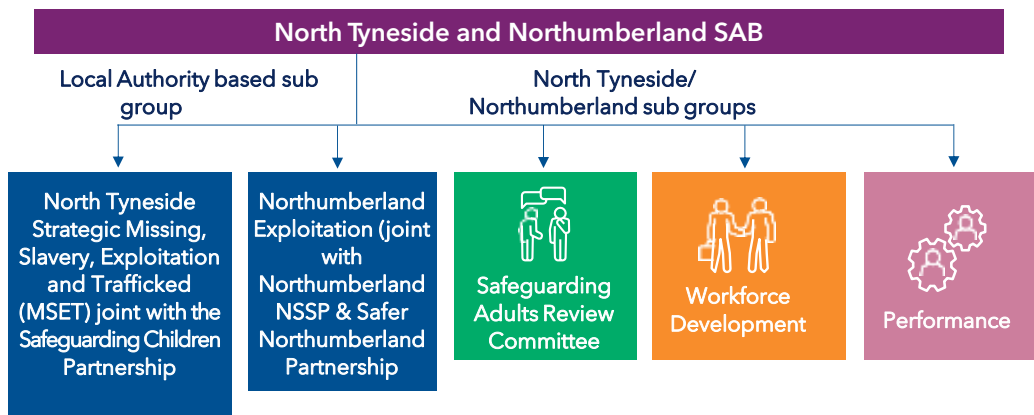 North Tyneside and Northumberland SAB
Local Authority based sub
group
North Tyneside/
Northumberland sub groups
North Tyneside
Strategic Missing,
Slavery, Exploitation
and Trafficked
(MSET) joint with the
Safeguarding Children
Partnership
Northumberland
Exploitation (joint
with
Northumberland
NSSP & Safer
Northumberland
Partnership
Safeguarding
Adults Review
Committee
Workforce
Development
Performance